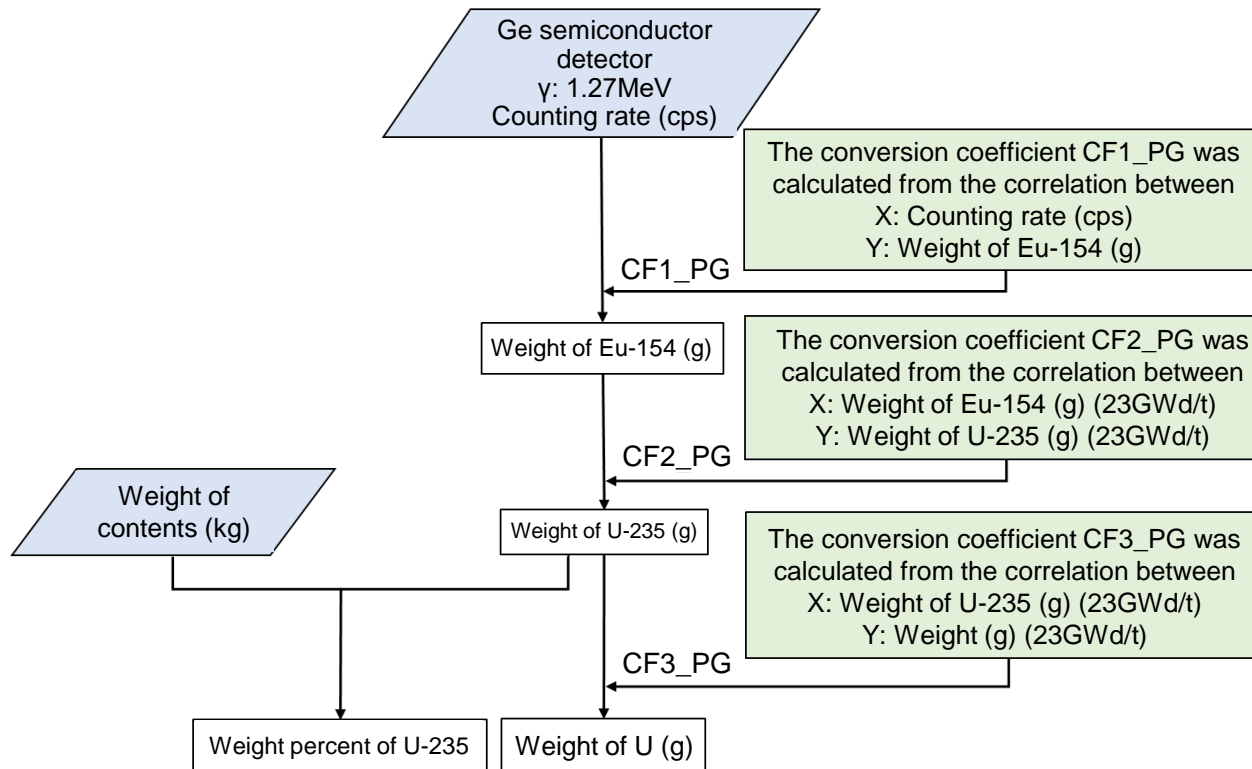 Ge semiconductor
detector
γ: 1.27MeV
Counting rate (cps)
The conversion coefficient CF1_PG was
calculated from the correlation between
X: Counting rate (cps)
Y: Weight of Eu-154 (g)
CF1_PG
Weight of Eu-154 (g)
The conversion coefficient CF2_PG was
calculated from the correlation between
X: Weight of Eu-154 (g) (23GWd/t)
Y: Weight of U-235 (g) (23GWd/t)
CF2_PG
Weight of
contents (kg)
Weight of U-235 (g)
The conversion coefficient CF3_PG was
calculated from the correlation between
X: Weight of U-235 (g) (23GWd/t)
Y: Weight (g) (23GWd/t)
CF3_PG
Weight percent of U-235
Weight of U (g)